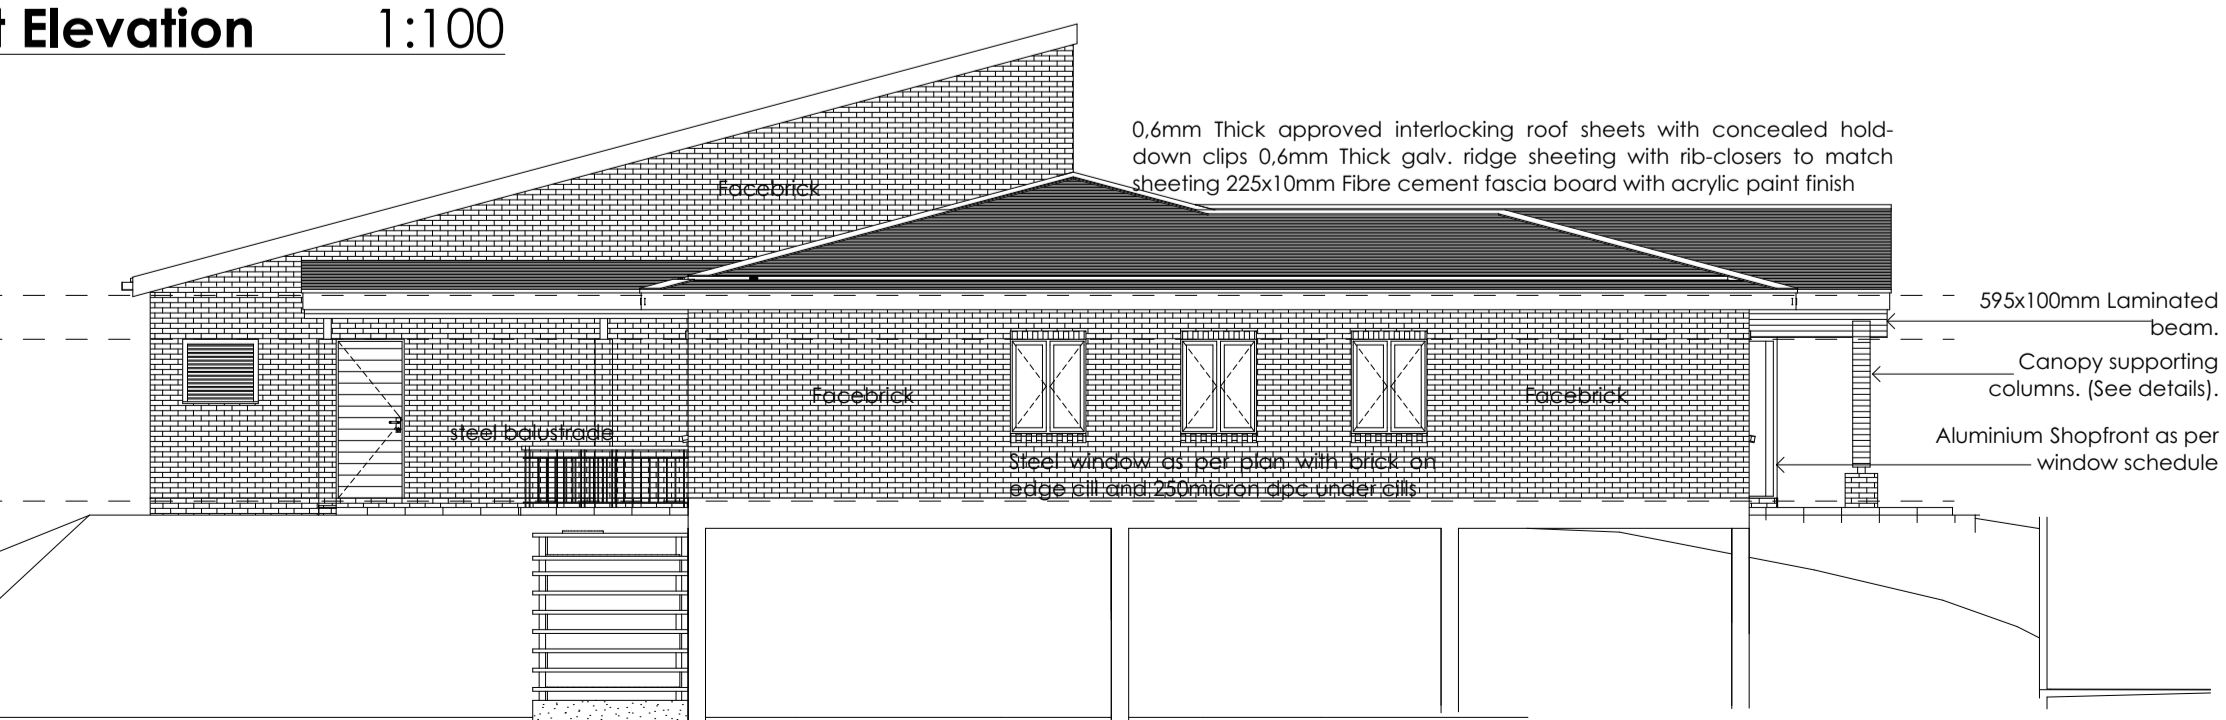 t Elevation 1:100
0,6mm Thick approved interlocking roof sheets with concealed hold-
down clips 0,6mm Thick galv. ridge sheeting with rib-closers to match
sheeting 225x10mm Fibre cement fascia board with acrylic paint finish
Facebrick
595x100mm Laminated
beam.
Canopy supporting
columns. (See details).
Facebrick
Facebrick
steel balustrade
Aluminium Shopfront as per
window schedule
Steel window as per plan with brick on
edge cill and 250micron dpc under cills